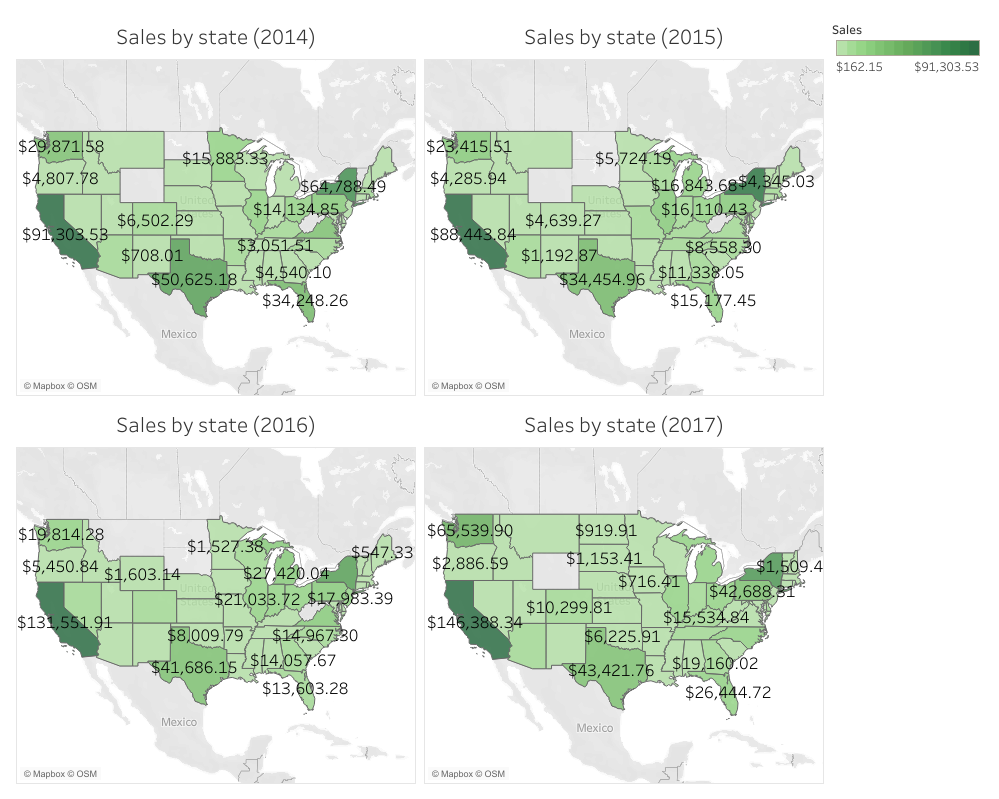 Sales by state (2014)
$29,871.58
$15,883.33
$4,807.78
$64,788.49
$14,134.85
$6,502.29
$91,303.53
$3,051.51
$708.01
$4,540.10
$50,625.18
$34,248.26
United
States
Mexico
© Mapbox © OSM
Sales by state (2015)
$23,415.51
$5,724.19
$4,285.94
$16,843.68
$4,345.03
$16,110.43
$4,639.27
$88,443.84
$8,558.30
$1,192.87
$11,338.05
$34,454.96
$15,177.45
United
Mexico
© Mapbox © OSM
Sales
$162.15 $91,303.53
Sales by state (2016)
$19,814.28
$1,527.38
$547.33
$5,450.84
$1,603.14
$27,420.04
$21,033.72
$17,983.39
$131,551.91
$8,009.79
$14,967.30
$14,057.67
$41,686.15
$13,603.28
United
States
Mexico
© Mapbox © OSM
Sales by state (2017)
$65,539.90
$919.91
$2,886.59
$1,153.41
$1,509.4
$716.41
$42,688.31
$10,299.81
$15,534.84
$146,388.34
$6,225.91
$43,421.76
$19,160.02
$26,444.72
United
Mexico
© Mapbox © OSM